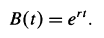 B(t) = e^{rt}.